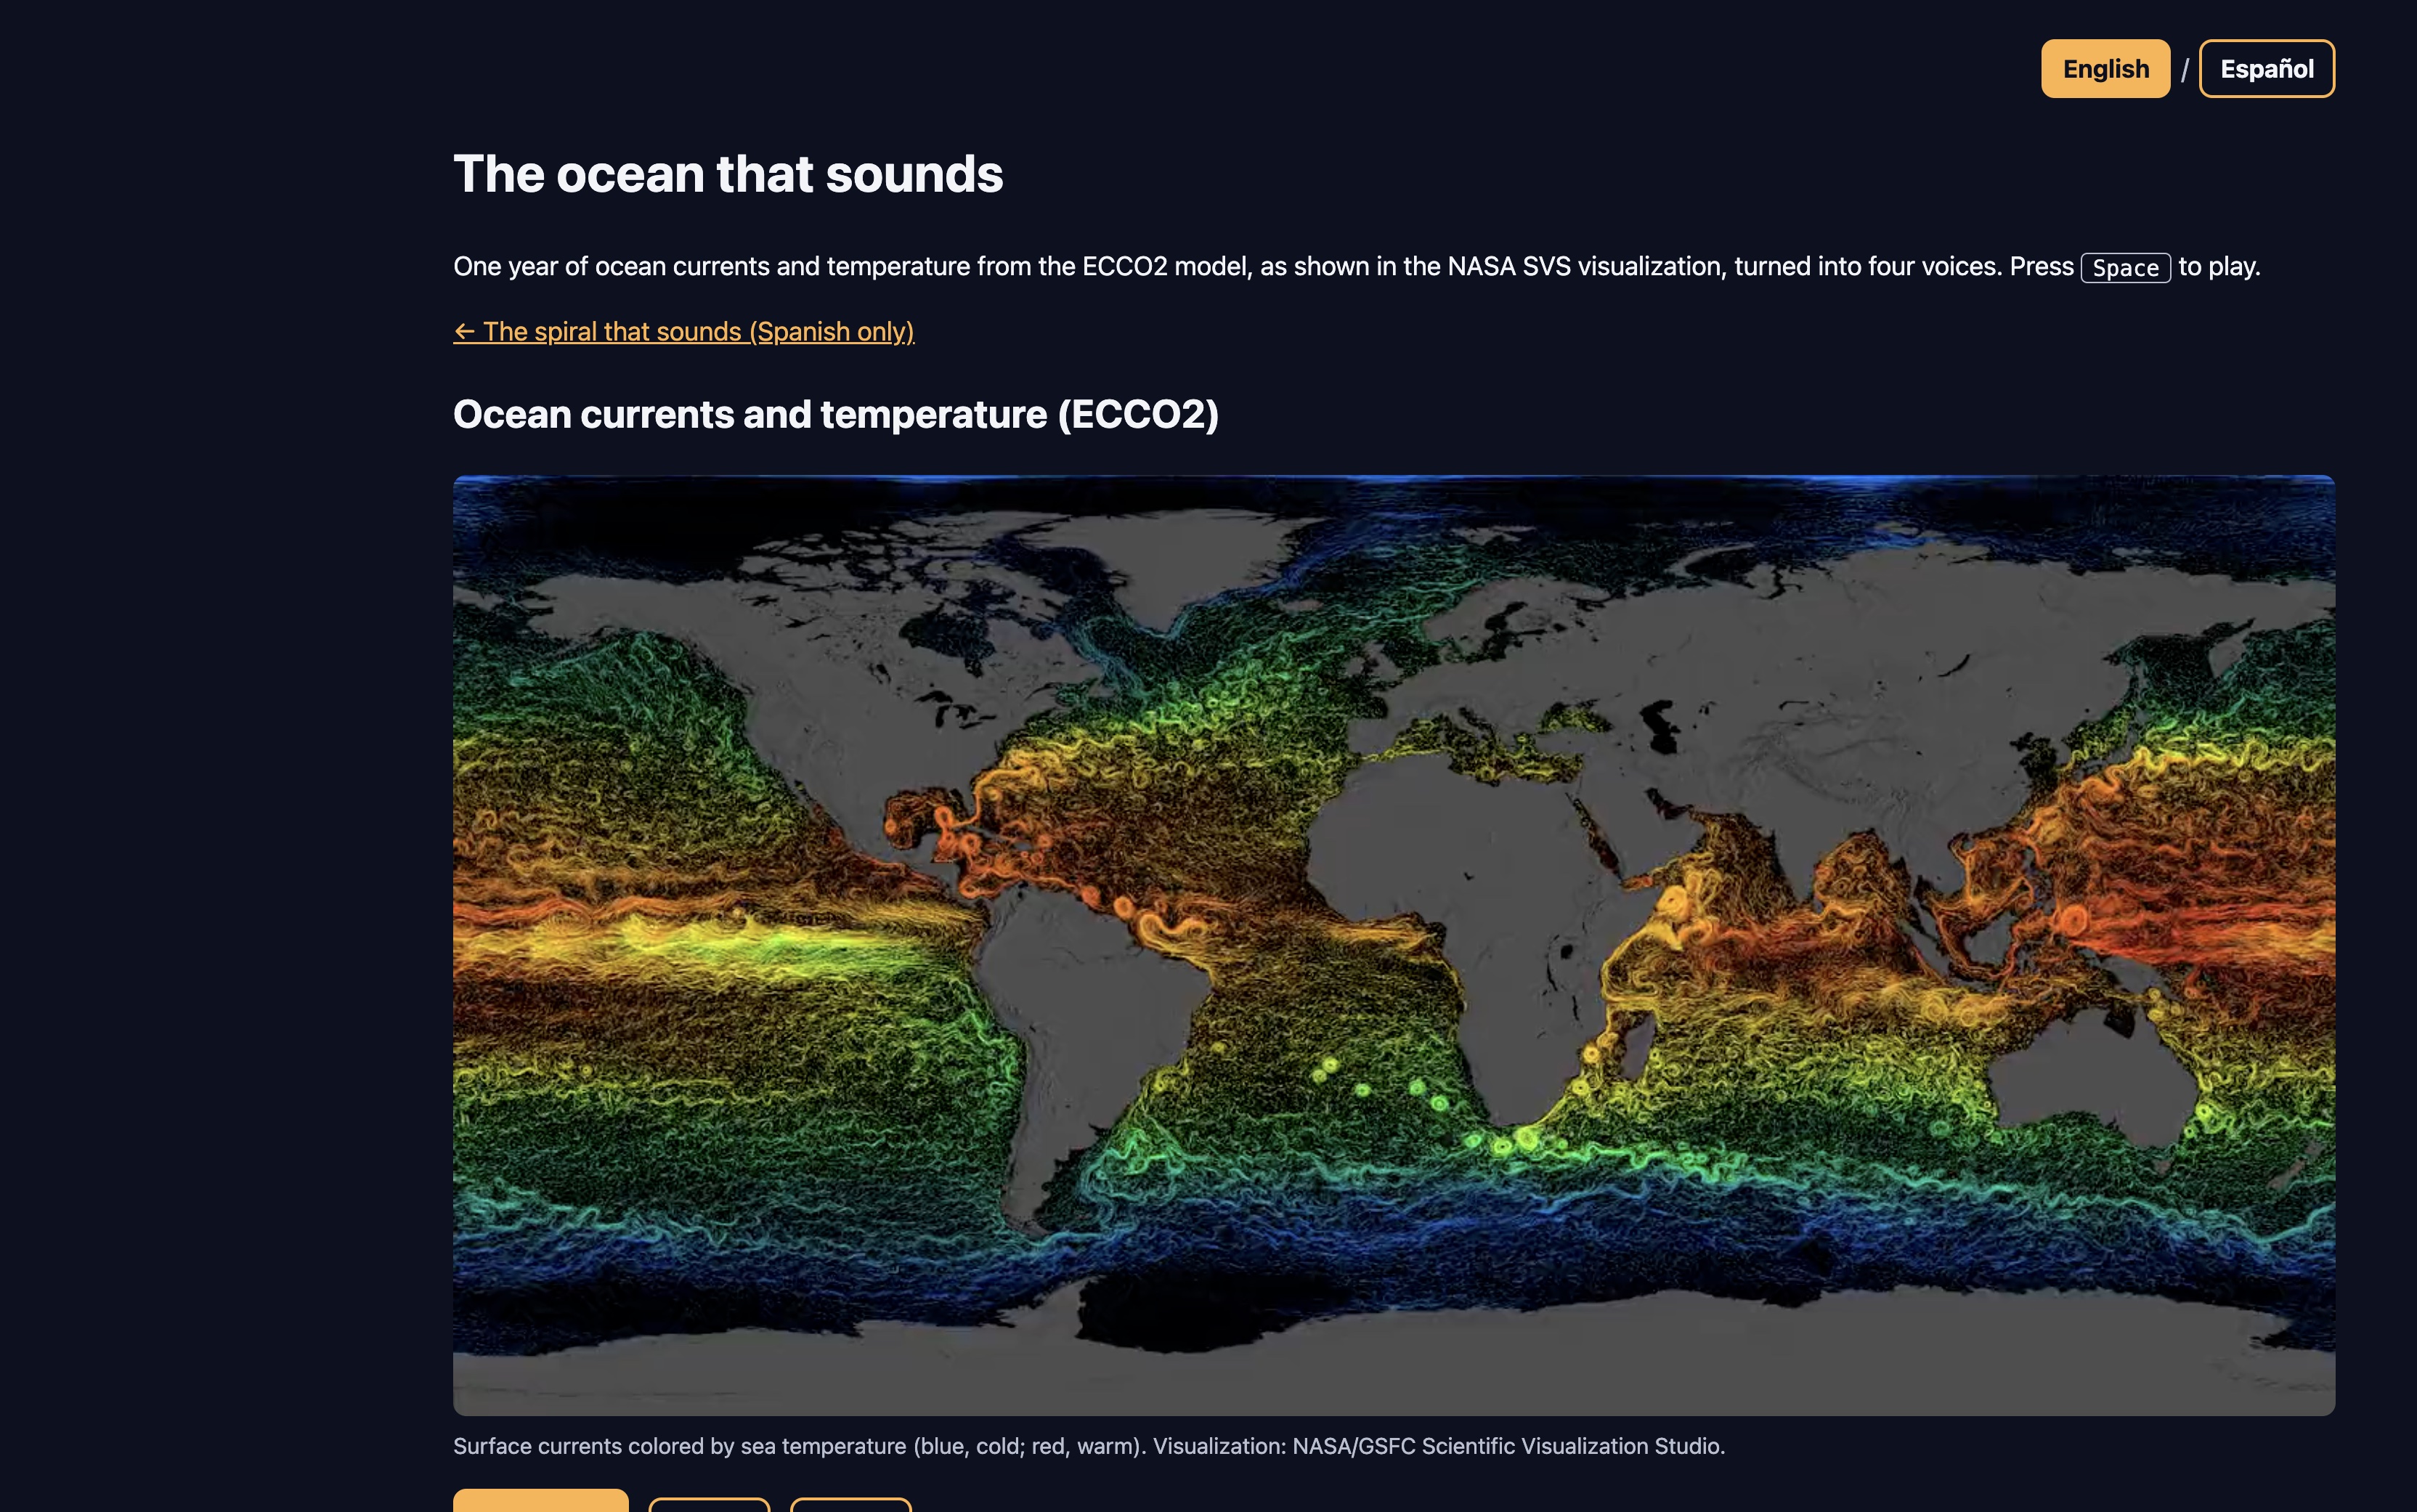 English / Español
The ocean that sounds
One year of ocean currents and temperature from the ECCO2 model, as shown in the NASA SVS visualization, turned into four voices. Press Space to play.
← The spiral that sounds (Spanish only)
Ocean currents and temperature (ECCO2)
Surface currents colored by sea temperature (blue, cold; red, warm). Visualization: NASA/GSFC Scientific Visualization Studio.